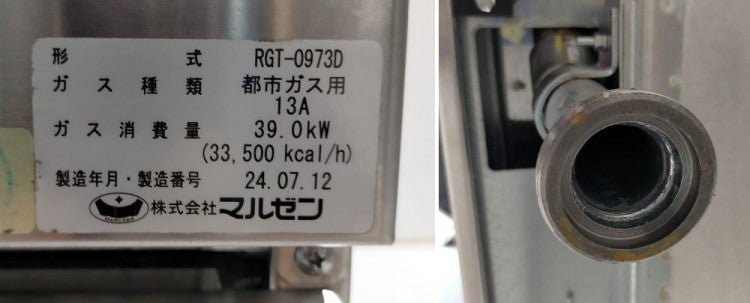 形式 RGT-0973D
ガス種類 都市ガス用
13A
ガス消費量 39.0kW
(33,500 kcal/h)
製造年月・製造番号 24.07.12
MARUZEN 株式会社マルゼン